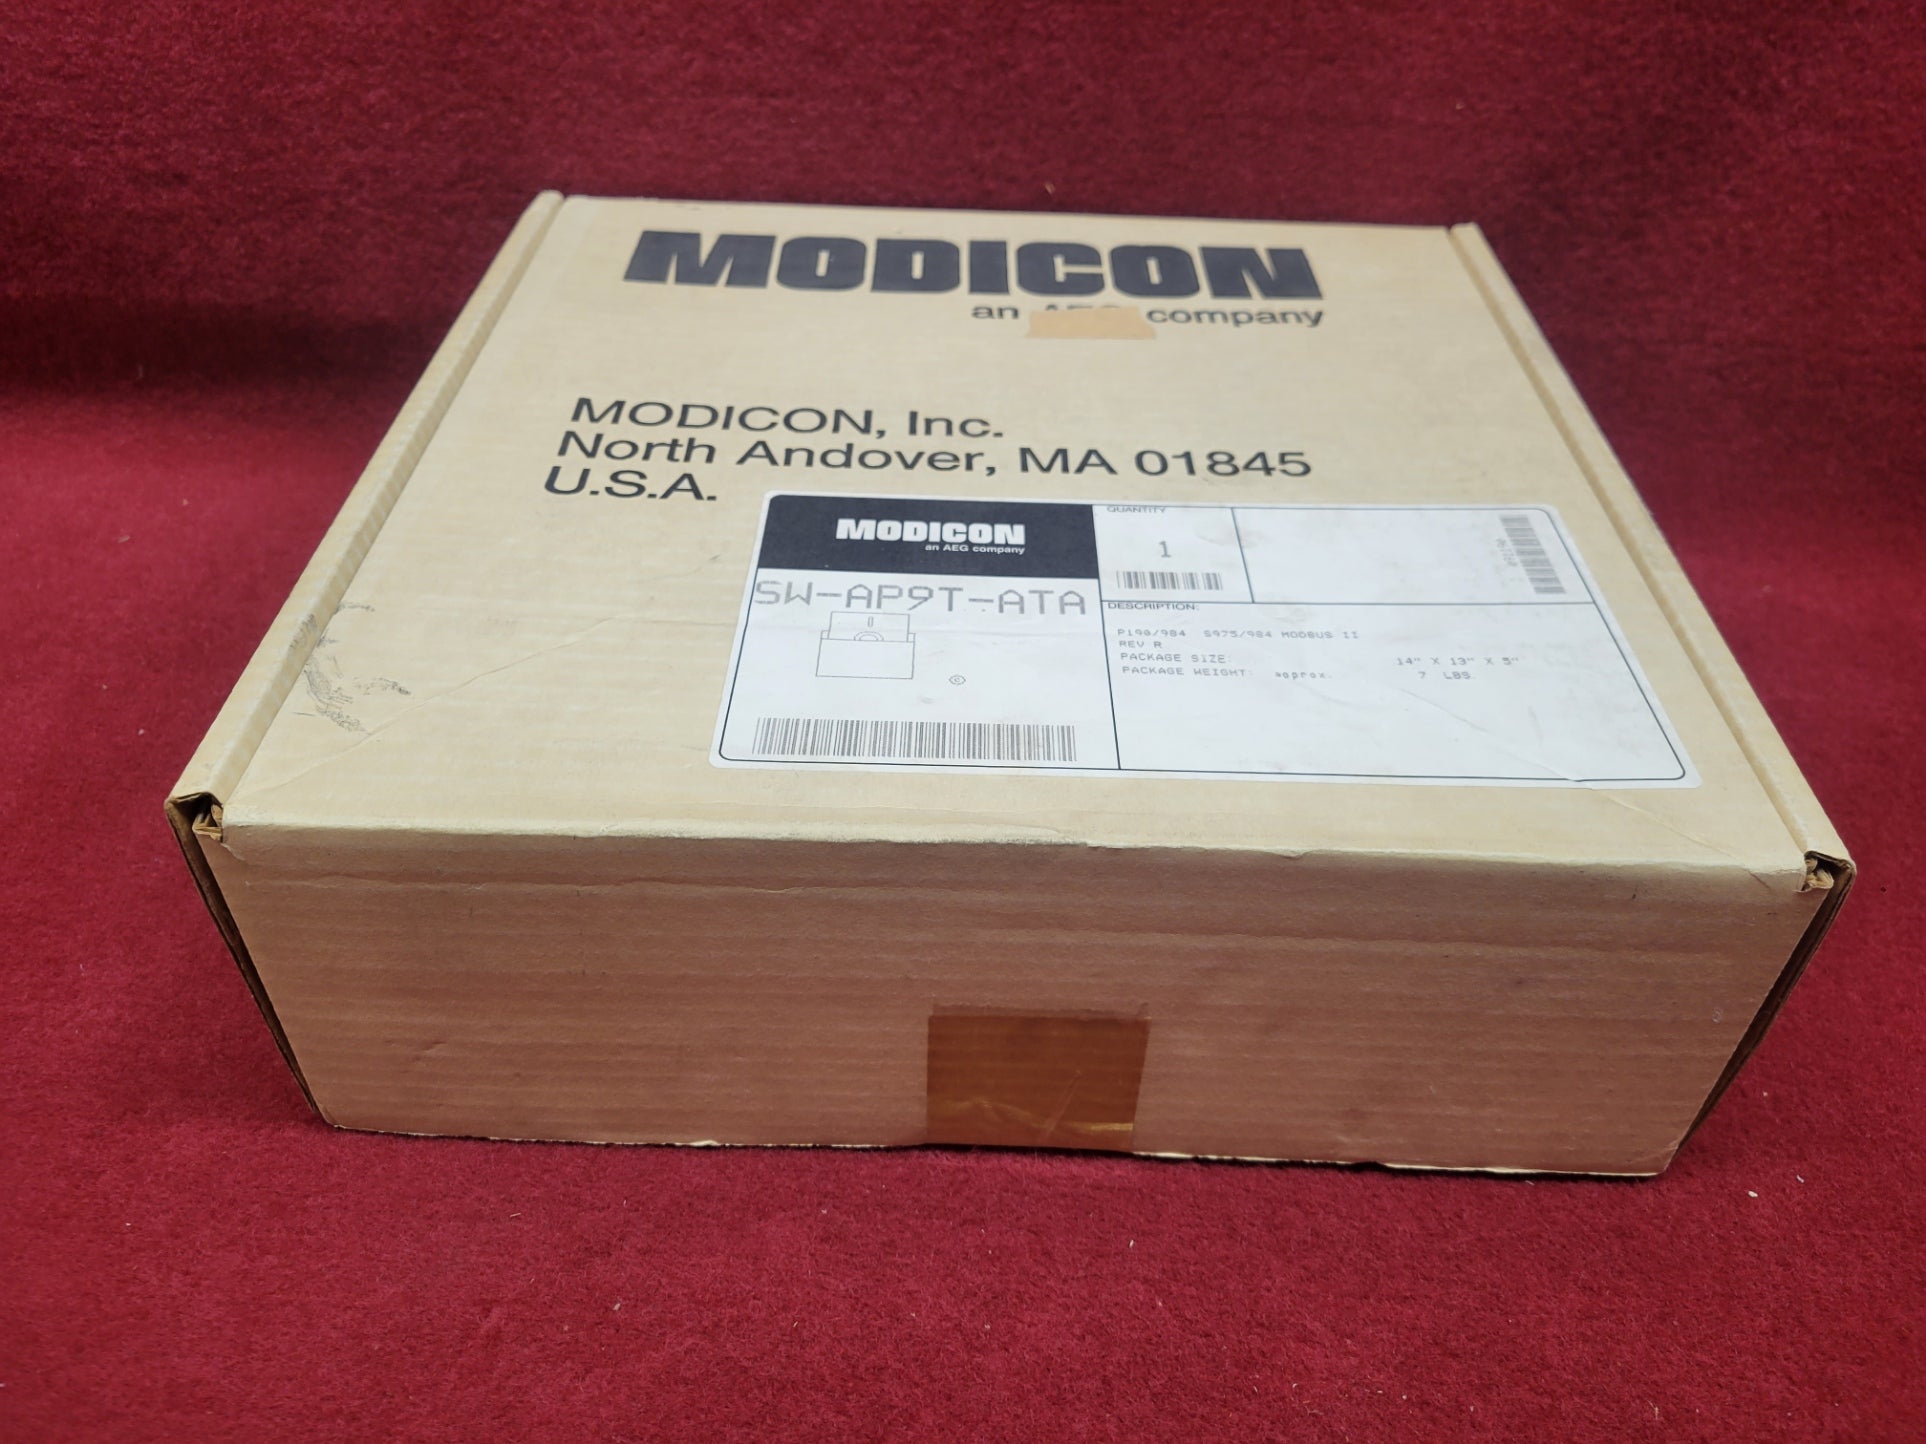 MODICON
an AEG company
MODICON, Inc.
North Andover, MA 01845
U.S.A.
MODICON
an AEG company
SW-AP9T-ATA
©
QUANTITY
1
DESCRIPTION:
P190/984 S975/984 MODBUS II
REV R
PACKAGE SIZE: 14" X 13" X 5"
PACKAGE WEIGHT: approx. 7 LBS.